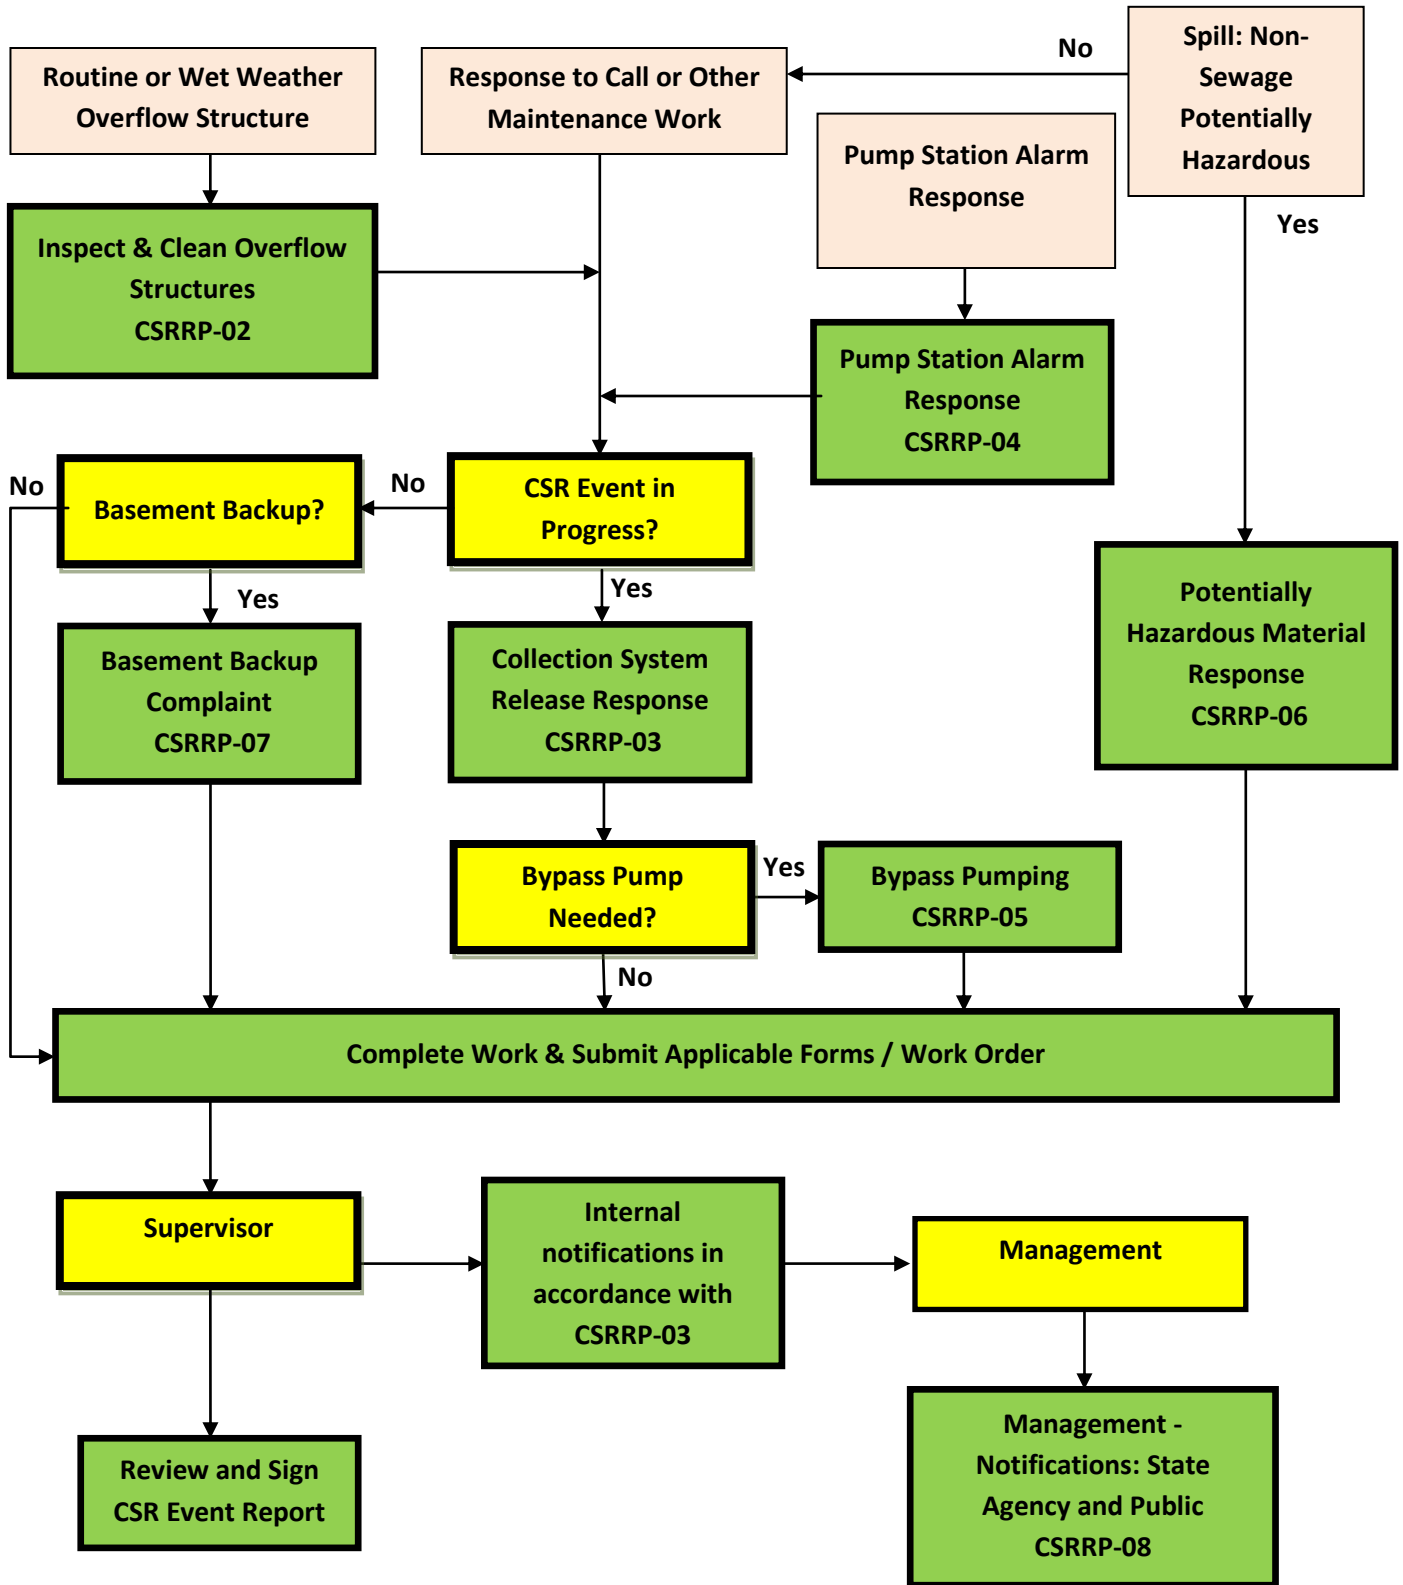 Routine or Wet Weather
Overflow Structure
Response to Call or Other
Maintenance Work
No
Spill: Non-
Sewage
Potentially
Hazardous
Pump Station Alarm
Response
Yes
Inspect & Clean Overflow
Structures
CSRRP-02
Pump Station Alarm
Response
CSRRP-04
No
Basement Backup?
No
CSR Event in
Progress?
Yes
Yes
Basement Backup
Complaint
CSRRP-07
Collection System
Release Response
CSRRP-03
Potentially
Hazardous Material
Response
CSRRP-06
Bypass Pump
Needed?
Yes
Bypass Pumping
CSRRP-05
No
Complete Work & Submit Applicable Forms / Work Order
Supervisor
Internal
notifications in
accordance with
CSRRP-03
Management
Review and Sign
CSR Event Report
Management -
Notifications: State
Agency and Public
CSRRP-08